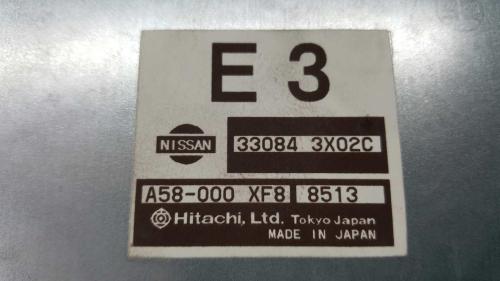 E 3
NISSAN
33084 3X02C
A58-000 XF8 8513
Hitachi, Ltd. Tokyo Japan
MADE IN JAPAN